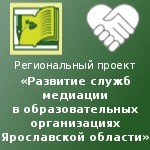 Региональный проект
«Развитие служб
медиации
в образовательных
организациях
Ярославской области»